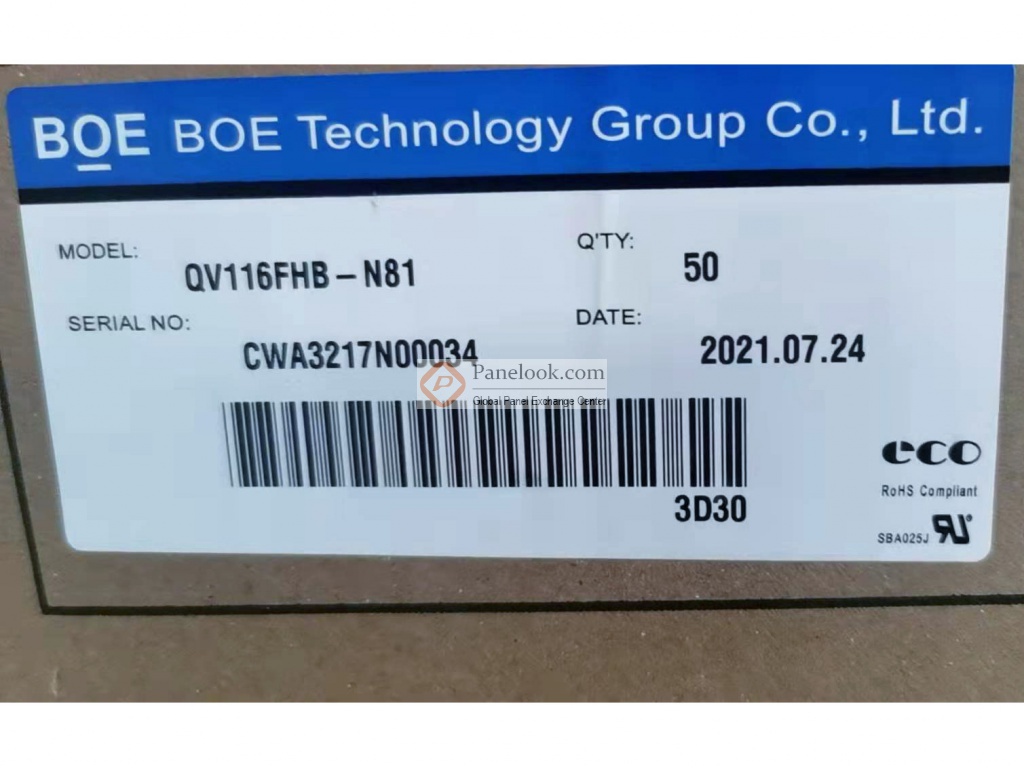 BOE BOE Technology Group Co., Ltd.
MODEL: QV116FHB-N81
Q'TY: 50
SERIAL NO: CWA3217N00034
DATE: 2021.07.24
Panelook.com
Global Panel Exchange Center
3D30
eco
RoHS Compliant
SBA025J RU